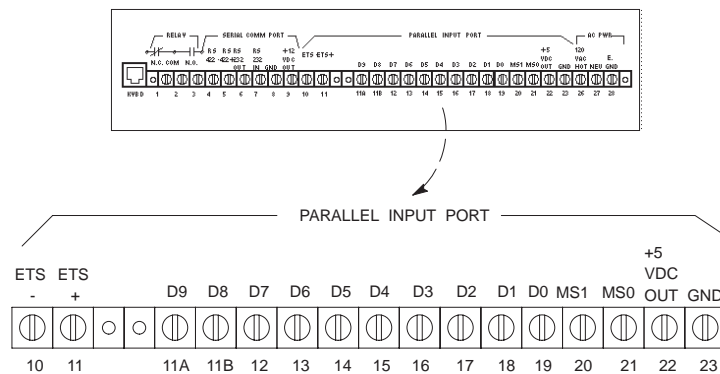 RELAY SERIAL COMM PORT PARALLEL INPUT PORT AC PWR.
N.C. COM N.O. RS 422 - RS 422 + RS 232 OUT RS 232 IN GND +12 VDC OUT ETS - ETS + D9 D8 D7 D6 D5 D4 D3 D2 D1 D0 MS1 MS0 +5 VDC OUT GND 120 VAC HOT NEU E. GND
KYBD 1 2 3 4 5 6 7 8 9 10 11 11A 11B 12 13 14 15 16 17 18 19 20 21 22 23 26 27 28
PARALLEL INPUT PORT
ETS - ETS + D9 D8 D7 D6 D5 D4 D3 D2 D1 D0 MS1 MS0 +5 VDC OUT GND
10 11 11A 11B 12 13 14 15 16 17 18 19 20 21 22 23